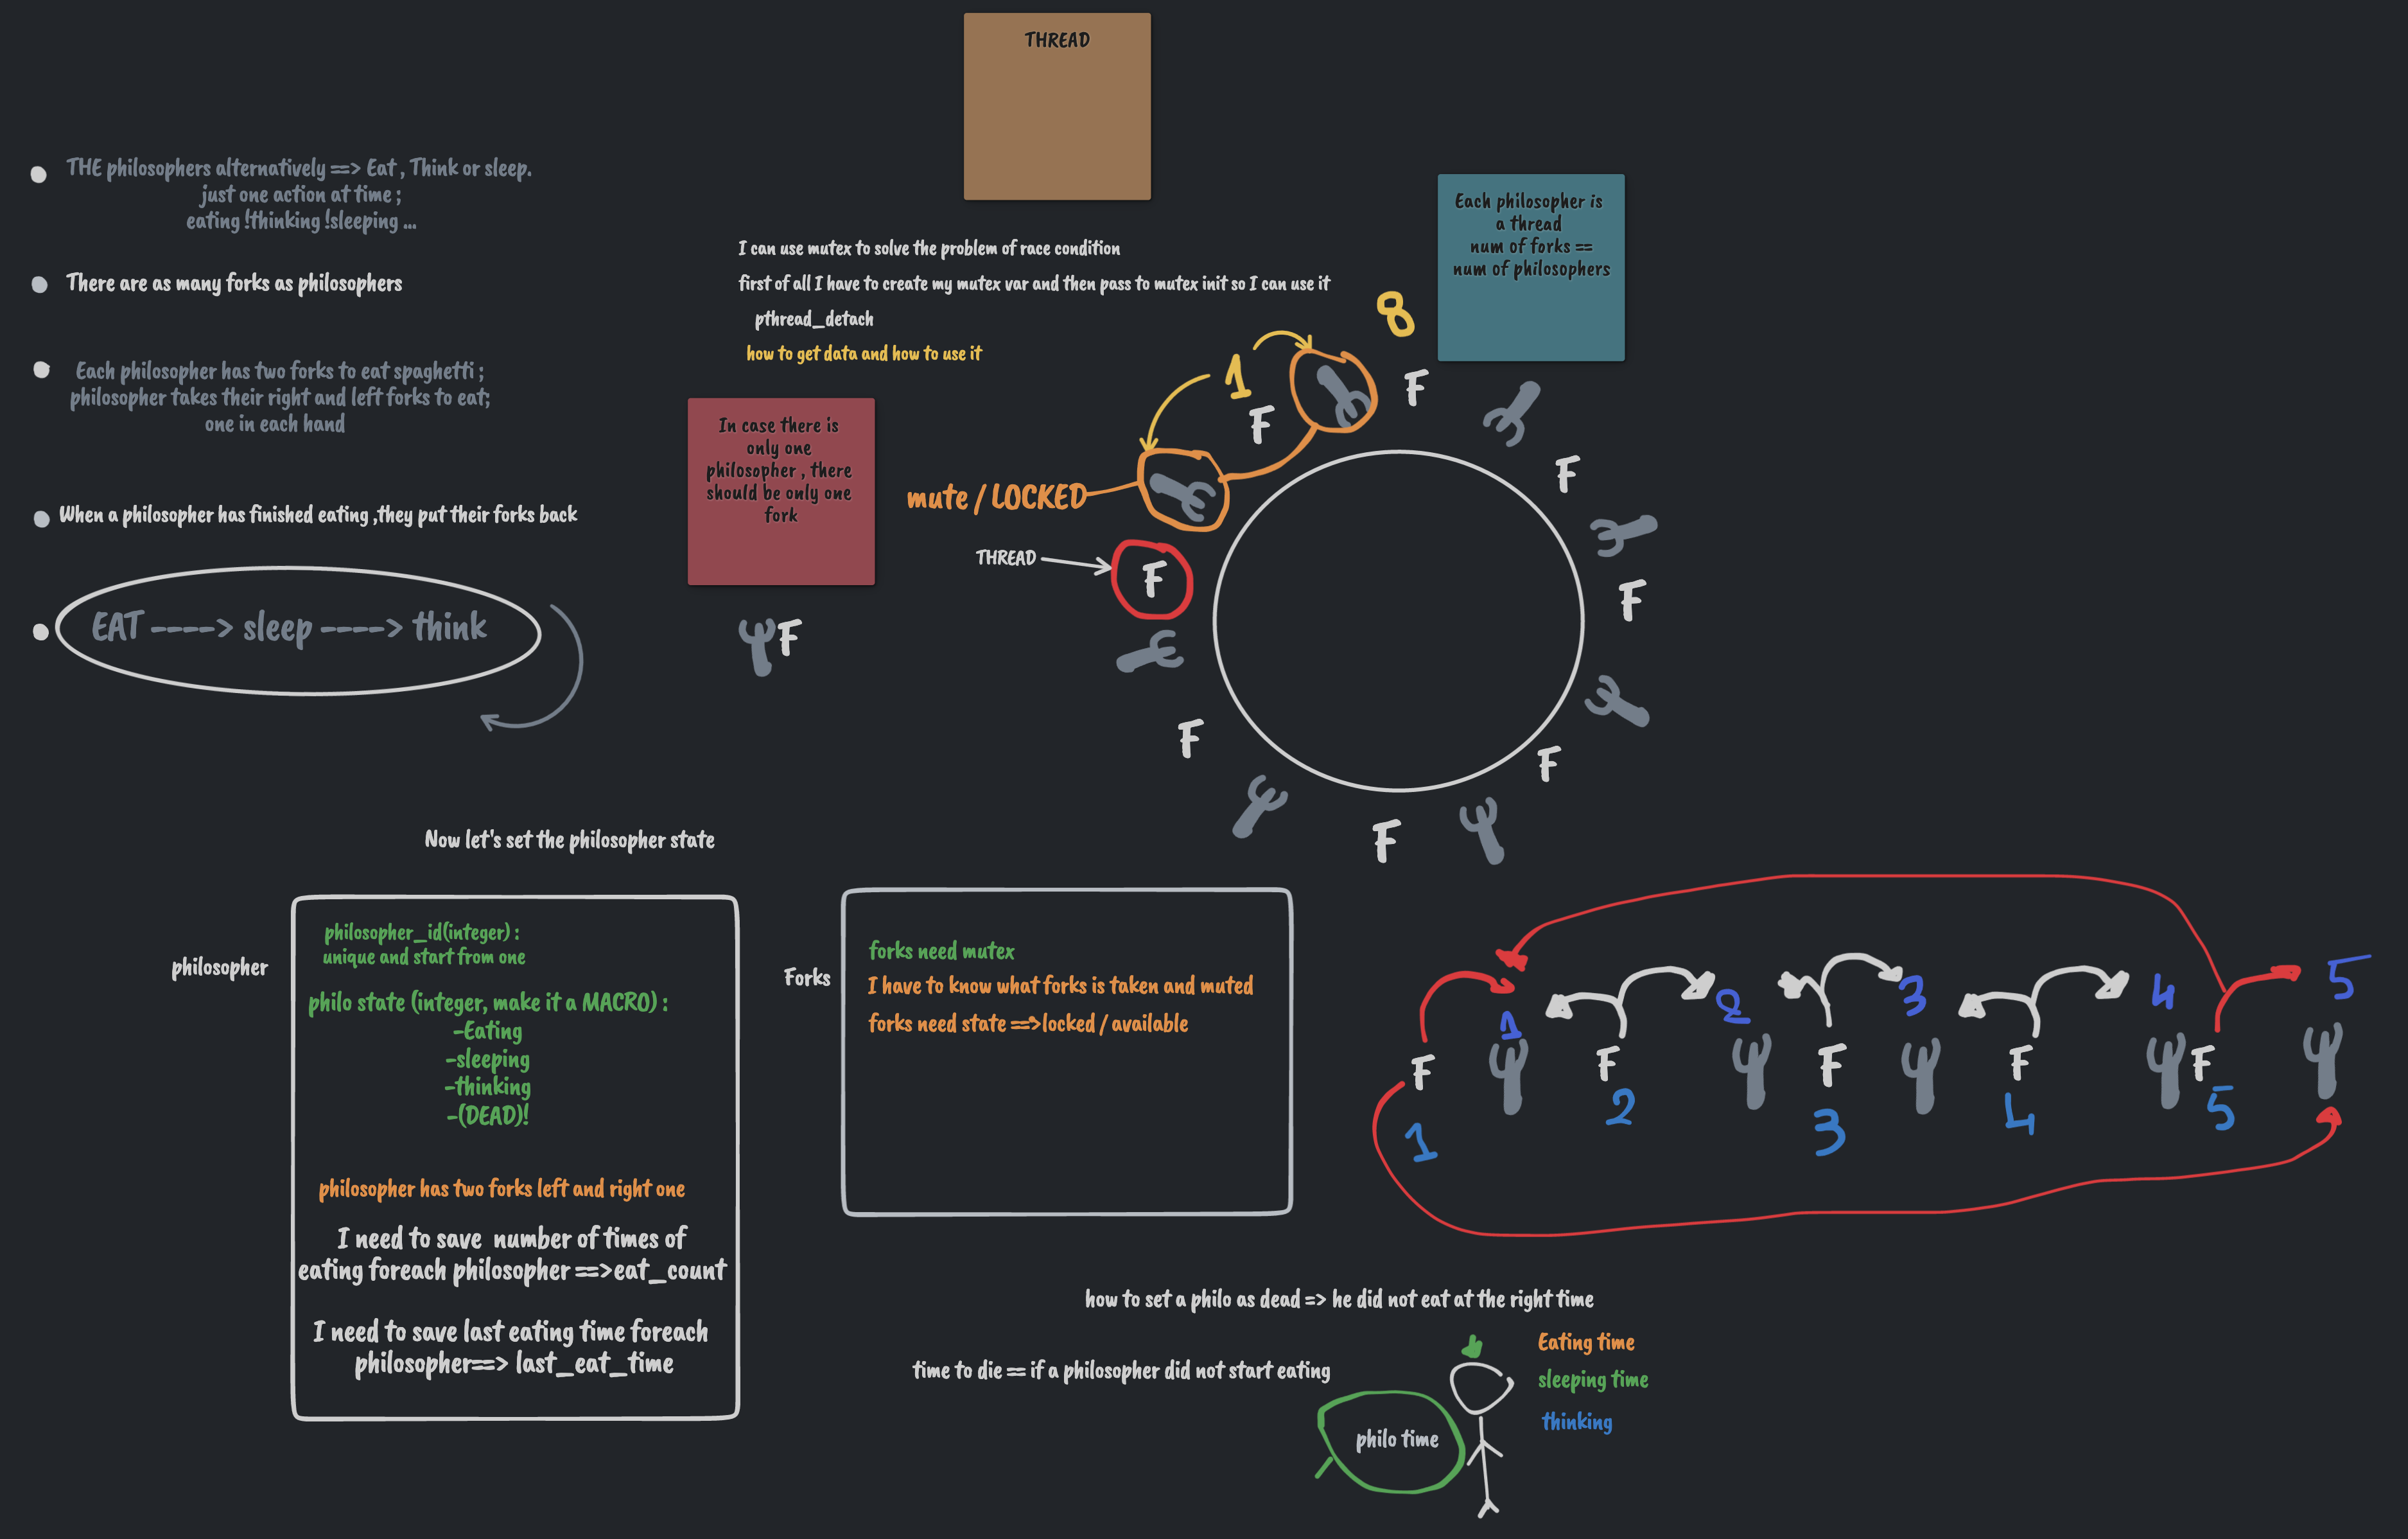 THREAD
THE philosophers alternatively ==> Eat , Think or sleep.
just one action at time ;
eating !thinking !sleeping ...
There are as many forks as philosophers
Each philosopher has two forks to eat spaghetti ;
philosopher takes their right and left forks to eat;
one in each hand
When a philosopher has finished eating ,they put their forks back
EAT ----> sleep ----> think
I can use mutex to solve the problem of race condition
first of all I have to create my mutex var and then pass to mutex init so I can use it
pthread_detach
how to get data and how to use it
Each philosopher is
a thread
num of forks ==
num of philosophers
In case there is
only one
philosopher , there
should be only one
fork
F
8
1
F
F
F
mute / LOCKED
THREAD
F
F
F
F
F
Now let's set the philosopher state
philosopher
philosopher_id(integer) :
unique and start from one
philo state (integer, make it a MACRO) :
-Eating
-sleeping
-thinking
-(DEAD)!
philosopher has two forks left and right one
I need to save number of times of
eating foreach philosopher ==>eat_count
I need to save last eating time foreach
philosopher==> last_eat_time
Forks
forks need mutex
I have to know what forks is taken and muted
forks need state ==>locked / available
1 2 3 4 5
F F F F F
1 2 3 4 5
how to set a philo as dead => he did not eat at the right time
time to die == if a philosopher did not start eating
Eating time
sleeping time
thinking
philo time